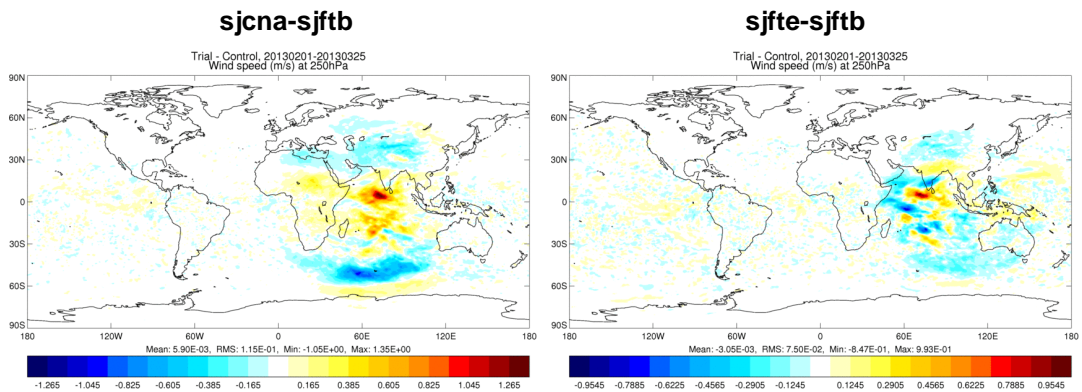 sjcna-sjftb
Trial - Control, 20130201-20130325
Wind speed (m/s) at 250hPa
90N
60N
30N
0
30S
60S
90S
180 120W 60W 0 60E 120E 180
Mean: 5.90E-03, RMS: 1.15E-01, Min: -1.05E+00, Max: 1.35E+00
-1.265 -1.045 -0.825 -0.605 -0.385 -0.165 0.165 0.385 0.605 0.825 1.045 1.265
sjfte-sjftb
Trial - Control, 20130201-20130325
Wind speed (m/s) at 250hPa
90N
60N
30N
0
30S
60S
90S
180 120W 60W 0 60E 120E 180
Mean: -3.05E-03, RMS: 7.50E-02, Min: -8.47E-01, Max: 9.93E-01
-0.9545 -0.7885 -0.6225 -0.4565 -0.2905 -0.1245 0.1245 0.2905 0.4565 0.6225 0.7885 0.9545